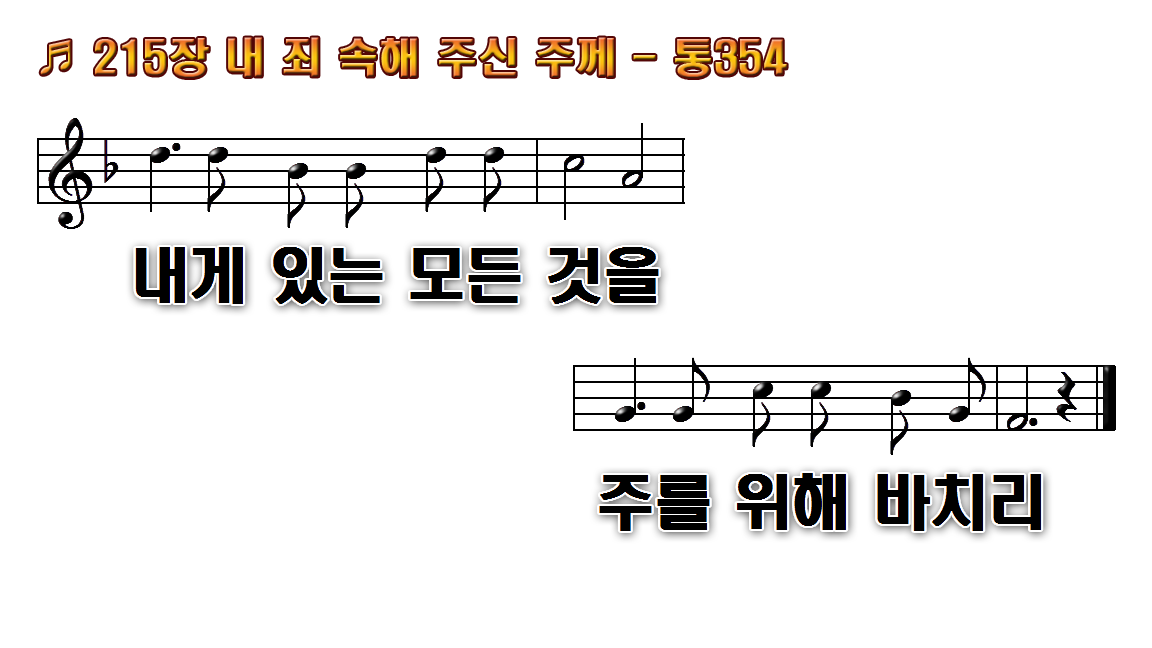 ♬ 215장 내 죄 속해 주신 주께 - 통354
내게 있는 모든 것을
주를 위해 바치리